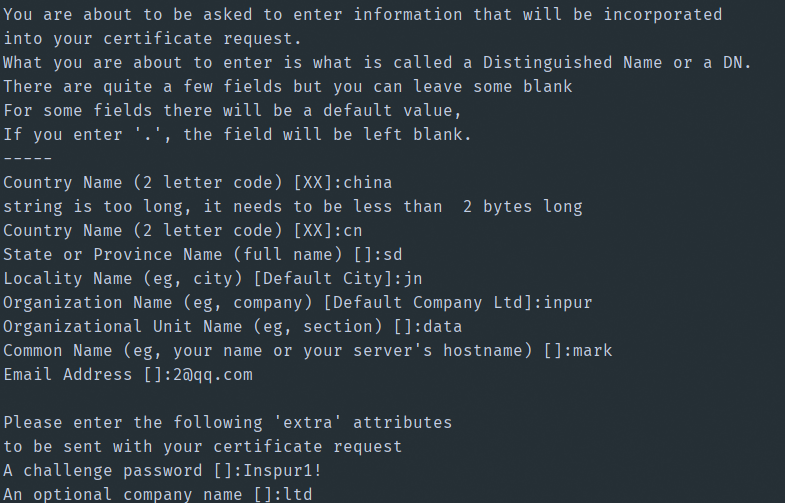 You are about to be asked to enter information that will be incorporated
into your certificate request.
What you are about to enter is what is called a Distinguished Name or a DN.
There are quite a few fields but you can leave some blank
For some fields there will be a default value,
If you enter '.', the field will be left blank.
-----
Country Name (2 letter code) [XX]:china
string is too long, it needs to be less than  2 bytes long
Country Name (2 letter code) [XX]:cn
State or Province Name (full name) []:sd
Locality Name (eg, city) [Default City]:jn
Organization Name (eg, company) [Default Company Ltd]:inpur
Organizational Unit Name (eg, section) []:data
Common Name (eg, your name or your server's hostname) []:mark
Email Address []:2@qq.com

Please enter the following 'extra' attributes
to be sent with your certificate request
A challenge password []:Inspur1!
An optional company name []:ltd